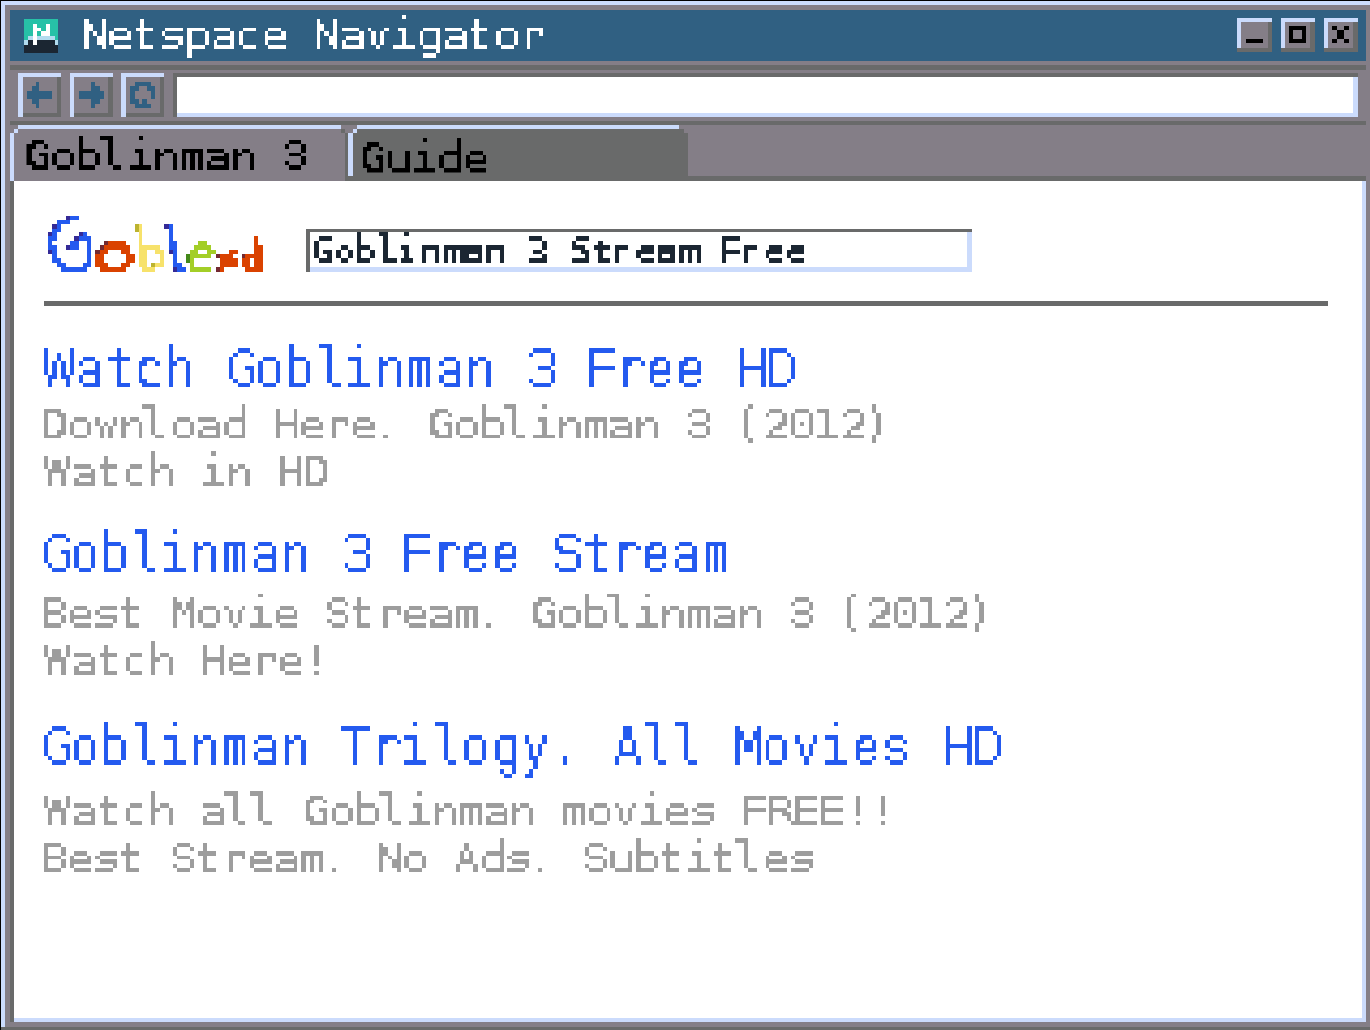 Netspace Navigator
Goblinman 3
Guide
Goblexd
Goblinman 3 Stream Free
Watch Goblinman 3 Free HD
Download Here. Goblinman 3 (2012)
Watch in HD
Goblinman 3 Free Stream
Best Movie Stream. Goblinman 3 (2012)
Watch Here!
Goblinman Trilogy. All Movies HD
Watch all Goblinman movies FREE!!
Best Stream. No Ads. Subtitles